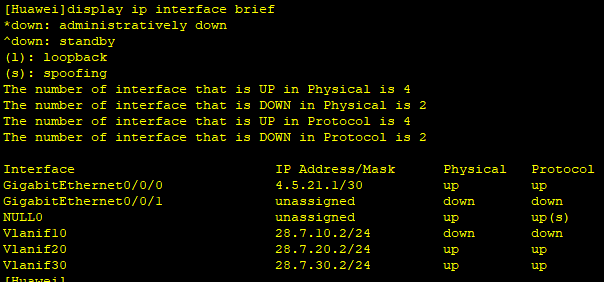 [Huawei]display ip interface brief
*down: administratively down
^down: standby
(l): loopback
(s): spoofing
The number of interface that is UP in Physical is 4
The number of interface that is DOWN in Physical is 2
The number of interface that is UP in Protocol is 4
The number of interface that is DOWN in Protocol is 2
Interface IP Address/Mask Physical Protocol
GigabitEthernet0/0/0 4.5.21.1/30 up up
GigabitEthernet0/0/1 unassigned down down
NULL0 unassigned up up(s)
Vlanif10 28.7.10.2/24 down down
Vlanif20 28.7.20.2/24 up up
Vlanif30 28.7.30.2/24 up up
[Huawei]